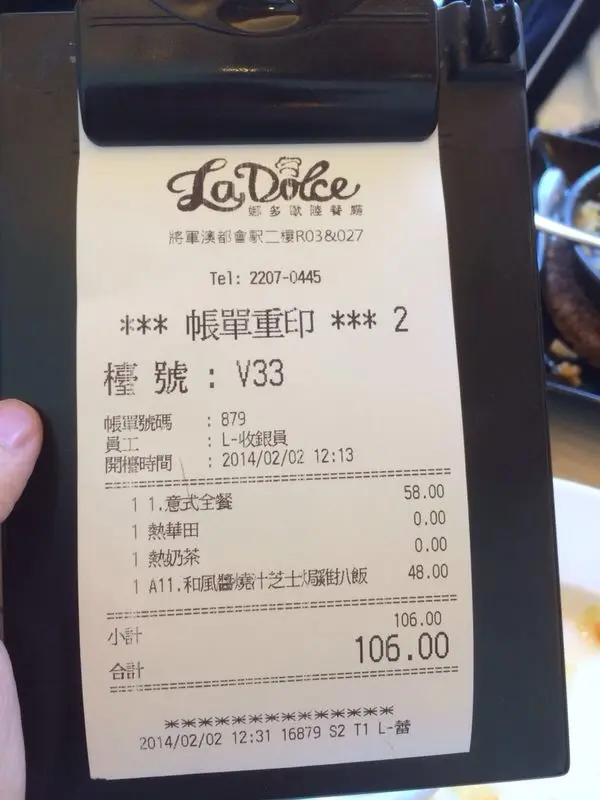 La Dolce
娜多歐陸餐廳
將軍澳都會駅二樓R03&027
Tel: 2207-0445
*** 帳單重印 *** 2
檯號 : V33
帳單號碼 : 879
員工 : L-收銀員
開檯時間 : 2014/02/02 12:13
1 1.意式全餐 58.00
1 熱華田 0.00
1 熱奶茶 0.00
1 A11.和風醬燒汁芝士焗雞扒飯 48.00
小計 106.00
合計 106.00
****************
2014/02/02 12:31 16879 S2 T1 L-蕾